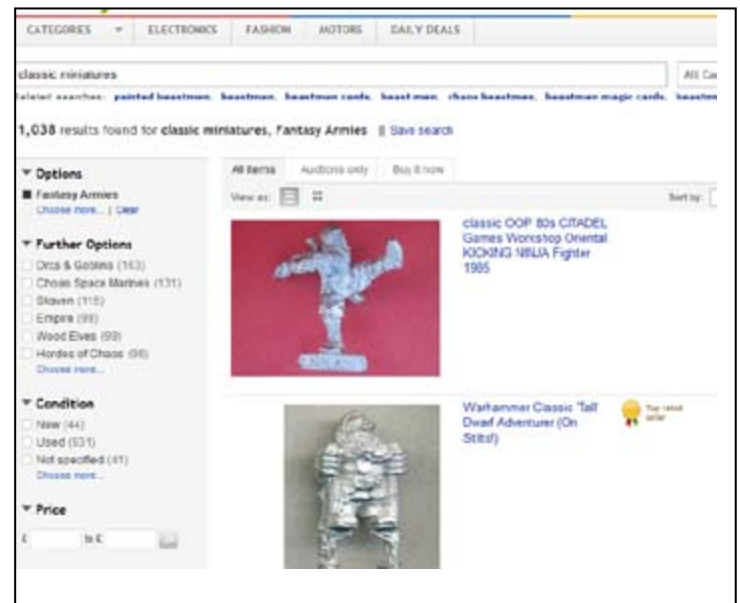 CATEGORIES ELECTRONICS FASHION MOTORS DAILY DEALS
classic miniatures
All Ca
Related searches: painted beastmen, beastmen, beastmen cards, beast men, chaos beastmen, beastmen magic cards, beastme
1,038 results found for classic miniatures, Fantasy Armies | Save search
Options
Fantasy Armies
Choose more... | Clear
Further Options
Orcs & Goblins (163)
Chaos Space Marines (131)
Skaven (115)
Empire (99)
Wood Elves (99)
Hordes of Chaos (98)
Choose more...
Condition
New (44)
Used (931)
Not specified (41)
Choose more...
Price
£ to £
All items Auctions only Buy it now
View as:
Sort by:
classic OOP 80s CITADEL
Games Workshop Oriental
KICKING NINJA Fighter
1985
Warhammer Classic 'Tall'
Dwarf Adventurer (On
Stilts!)
Top-rated
seller